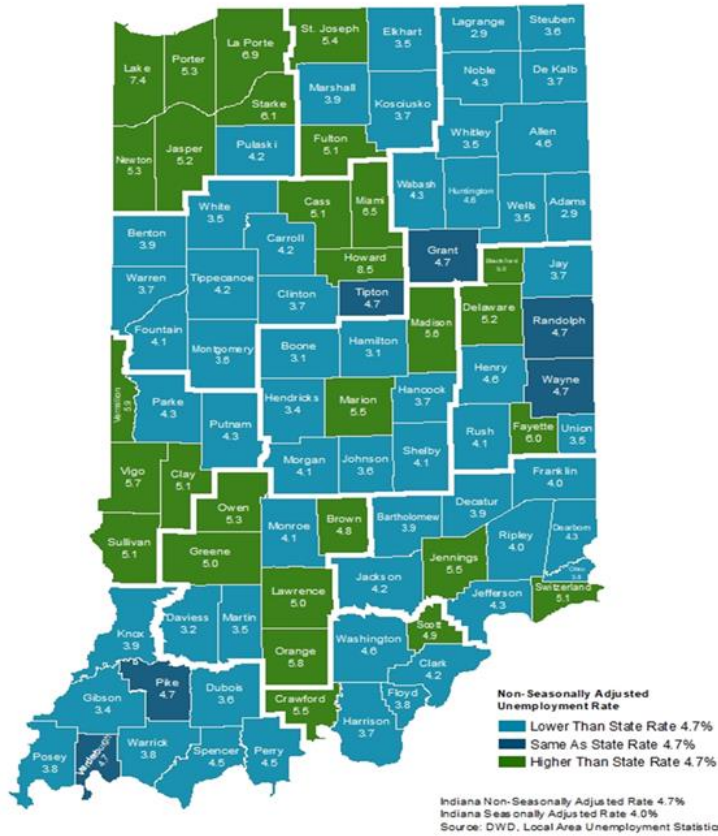 St. Joseph
5.4
Elkhart
3.5
Lagrange
2.9
Steuben
3.6
La Porte
6.9
Porter
5.3
Lake
7.4
Noble
4.3
De Kalb
3.7
Marshall
3.9
Kosciusko
3.7
Starke
6.1
Whitley
3.5
Allen
4.6
Newton
5.3
Jasper
5.2
Pulaski
4.2
Fulton
5.1
Wabash
4.3
Huntington
4.6
Wells
3.5
Adams
2.9
White
3.5
Cass
5.1
Miami
6.5
Benton
3.9
Carroll
4.2
Howard
8.5
Grant
4.7
Jay
3.7
Warren
3.7
Tippecanoe
4.2
Clinton
3.7
Tipton
4.7
Madison
5.6
Delaware
5.2
Randolph
4.7
Fountain
4.1
Montgomery
Boone
3.1
Hamilton
3.1
Henry
4.6
Wayne
4.7
Parke
4.3
Putnam
4.3
Hendricks
3.4
Marion
5.5
Hancock
3.7
Rush
4.1
Fayette
6.0
Union
3.5
Vigo
5.7
Clay
5.1
Morgan
4.1
Johnson
3.6
Shelby
4.1
Franklin
4.0
Owen
5.3
Monroe
4.1
Brown
4.8
Bartholomew
3.9
Decatur
3.9
Ripley
4.0
Dearborn
4.3
Sullivan
5.1
Greene
5.0
Jennings
5.5
Ohio
Switzerland
5.1
Jackson
4.2
Jefferson
4.3
Lawrence
5.0
Knox
3.9
Daviess
3.2
Martin
3.5
Orange
5.8
Washington
4.6
Scott
4.9
Clark
4.2
Pike
4.7
Gibson
3.4
Dubois
3.6
Crawford
5.5
Harrison
3.7
Floyd
3.8
Posey
3.8
4.7
Warrick
3.8
Spencer
4.5
Perry
4.5
Non-Seasonally Adjusted
Unemployment Rate
Lower Than State Rate 4.7%
Same As State Rate 4.7%
Higher Than State Rate 4.7%
Indiana Non-Seasonally Adjusted Rate 4.7%
Indiana Seasonally Adjusted Rate 4.0%
Source: DWD, Local Area Unemployment Statistics